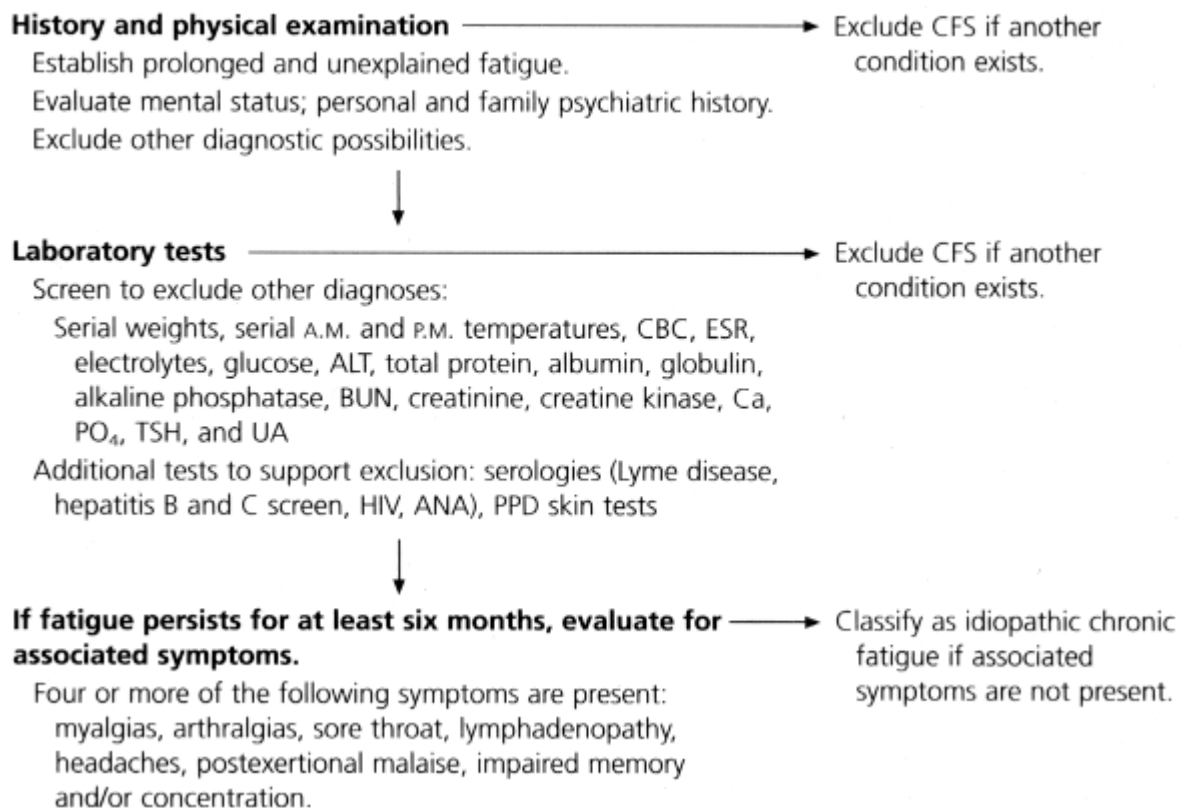 History and physical examination
Exclude CFS if another
condition exists.
Establish prolonged and unexplained fatigue.
Evaluate mental status; personal and family psychiatric history.
Exclude other diagnostic possibilities.
Laboratory tests
Exclude CFS if another
condition exists.
Screen to exclude other diagnoses:
Serial weights, serial A.M. and P.M. temperatures, CBC, ESR,
electrolytes, glucose, ALT, total protein, albumin, globulin,
alkaline phosphatase, BUN, creatinine, creatine kinase, Ca,
PO₄, TSH, and UA
Additional tests to support exclusion: serologies (Lyme disease,
hepatitis B and C screen, HIV, ANA), PPD skin tests
If fatigue persists for at least six months, evaluate for
associated symptoms.
Classify as idiopathic chronic
fatigue if associated
symptoms are not present.
Four or more of the following symptoms are present:
myalgias, arthralgias, sore throat, lymphadenopathy,
headaches, postexertional malaise, impaired memory
and/or concentration.